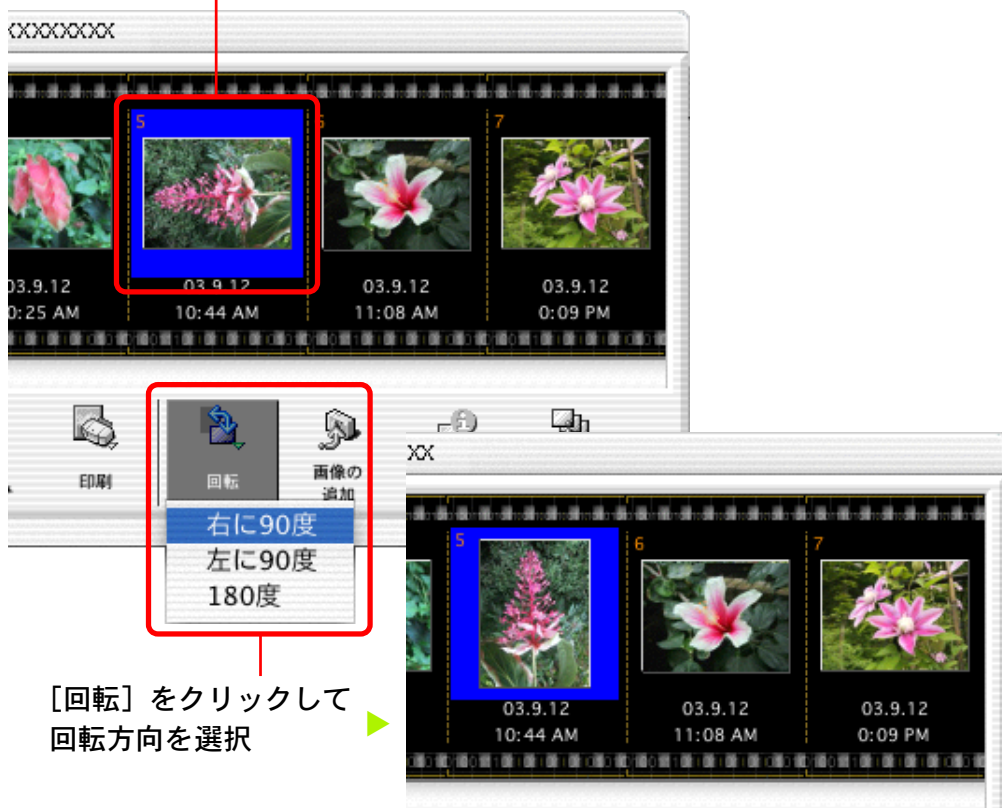 XXXXXXXX
5
6
7
03.9.12
03.9.12
03.9.12
03.9.12
0:25 AM
10:44 AM
11:08 AM
0:09 PM
印刷
回転
画像の
追加
右に90度
左に90度
180度
［回転］をクリックして
回転方向を選択
XX
5
6
7
03.9.12
03.9.12
03.9.12
10:44 AM
11:08 AM
0:09 PM